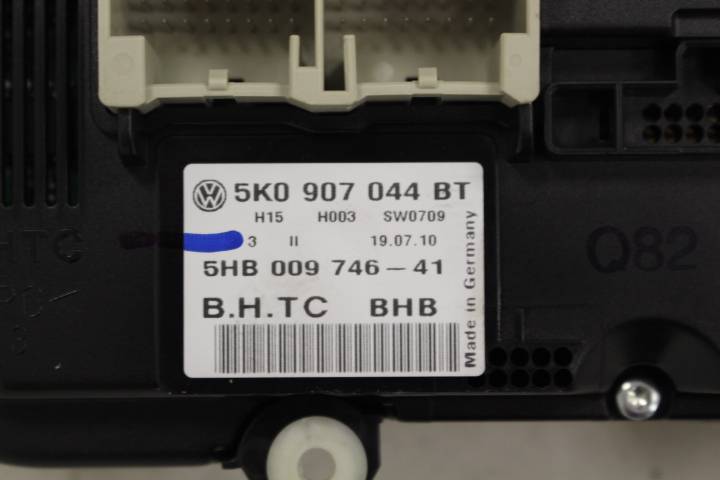 5K0 907 044 BT
H15 H003 SW0709
3 II 19.07.10
5HB 009 746-41
B.H.TC BHB
Made in Germany
Q82